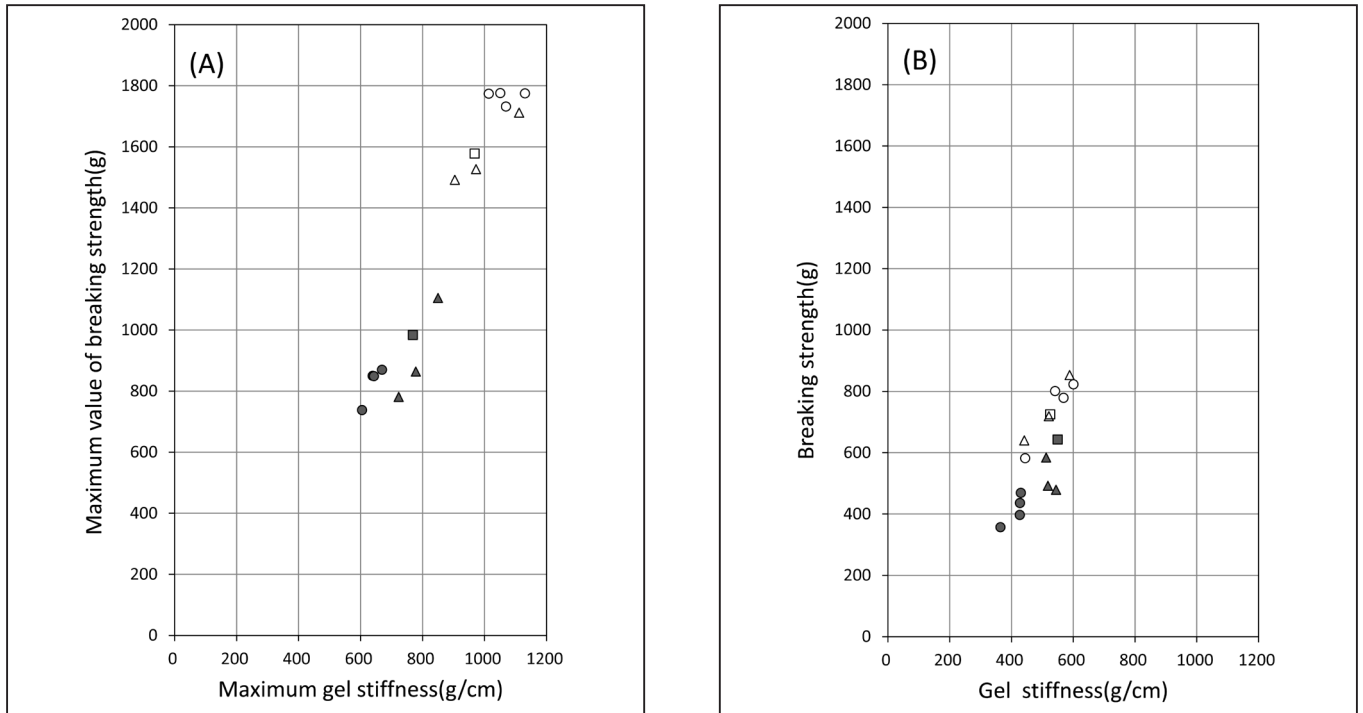 (A)
Maximum value of breaking strength(g)
2000
1800
1600
1400
1200
1000
800
600
400
200
0
0 200 400 600 800 1000 1200
Maximum gel stiffness(g/cm)
(B)
Breaking strength(g)
2000
1800
1600
1400
1200
1000
800
600
400
200
0
0 200 400 600 800 1000 1200
Gel stiffness(g/cm)